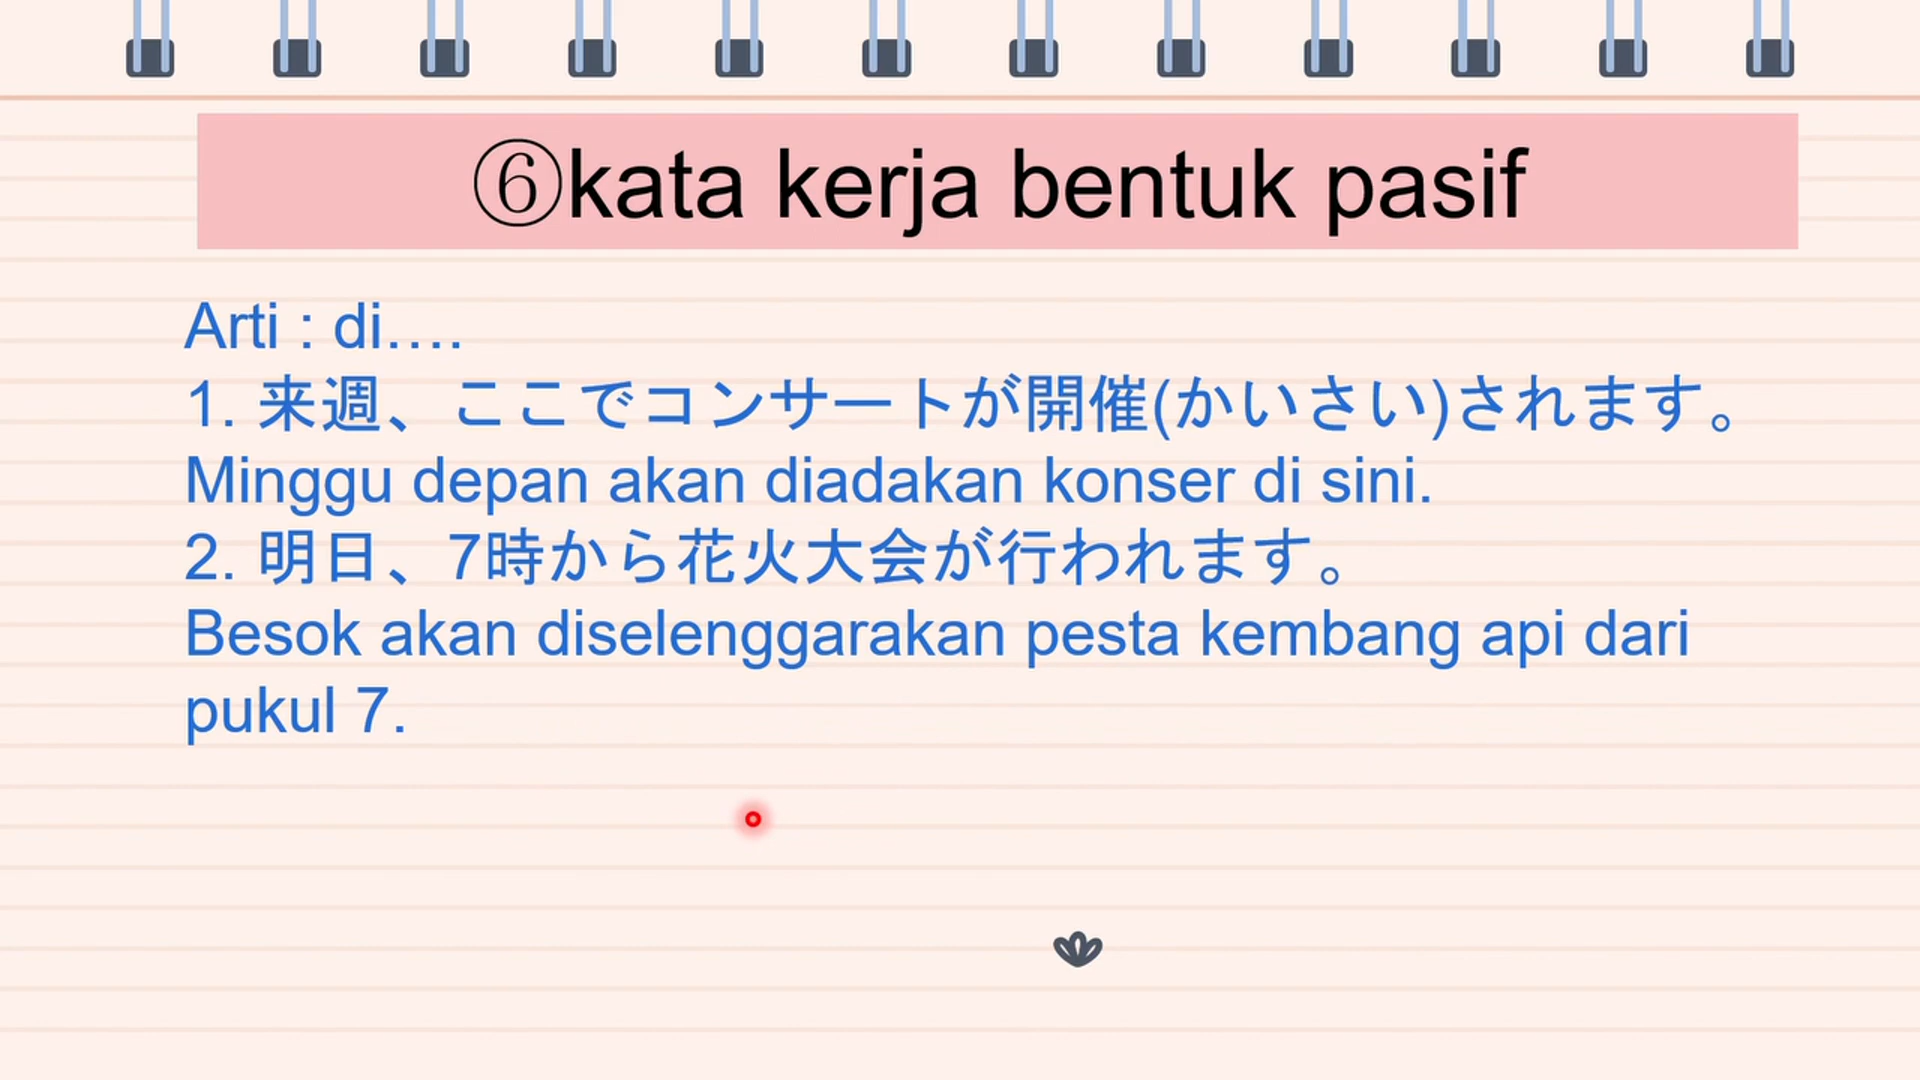 ⑥kata kerja bentuk pasif
Arti : di....
1. 来週、ここでコンサートが開催(かいさい)されます。
Minggu depan akan diadakan konser di sini.
2. 明日、7時から花火大会が行われます。
Besok akan diselenggarakan pesta kembang api dari
pukul 7.